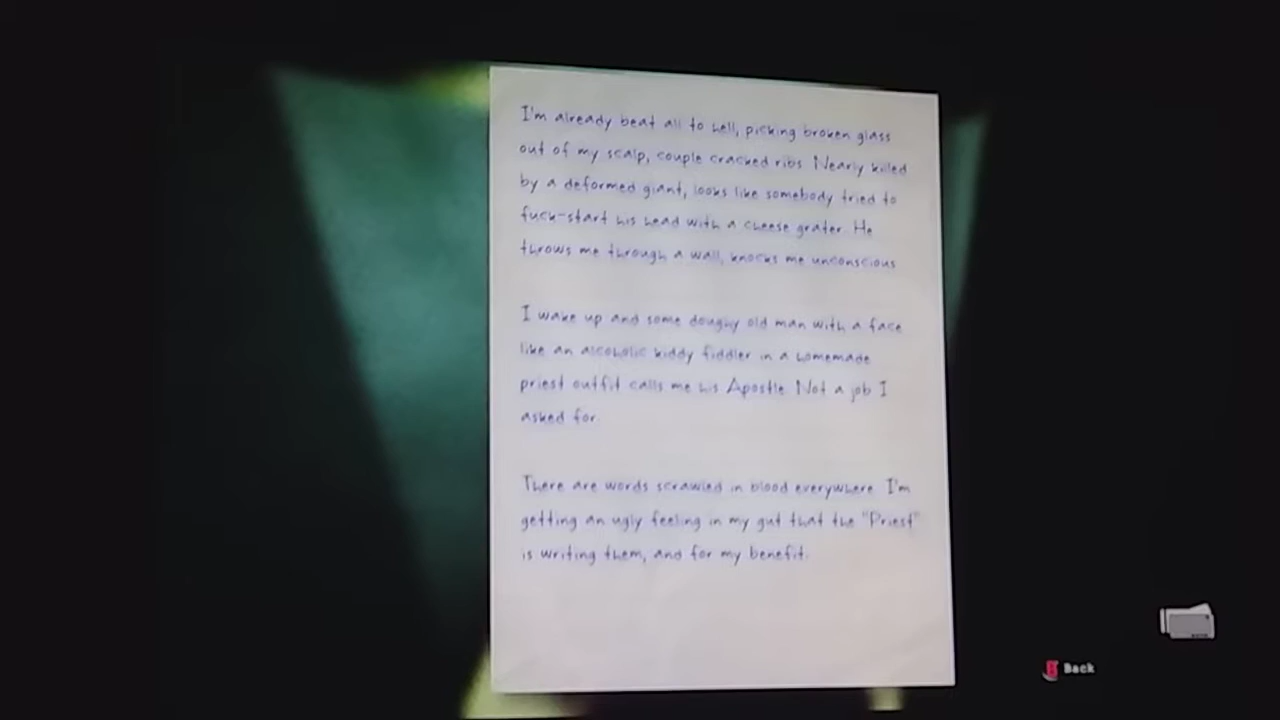 I'm already beat all to hell, picking broken glass
out of my scalp, couple cracked ribs. Nearly killed
by a deformed giant, looks like somebody tried to
fuck-start his head with a cheese grater. He
throws me through a wall, knocks me unconscious.
I wake up and some doughy old man with a face
like an alcoholic kiddy fiddler in a homemade
priest outfit calls me his Apostle. Not a job I
asked for.
There are words scrawled in blood everywhere. I'm
getting an ugly feeling in my gut that the "Priest"
is writing them, and for my benefit.
Back